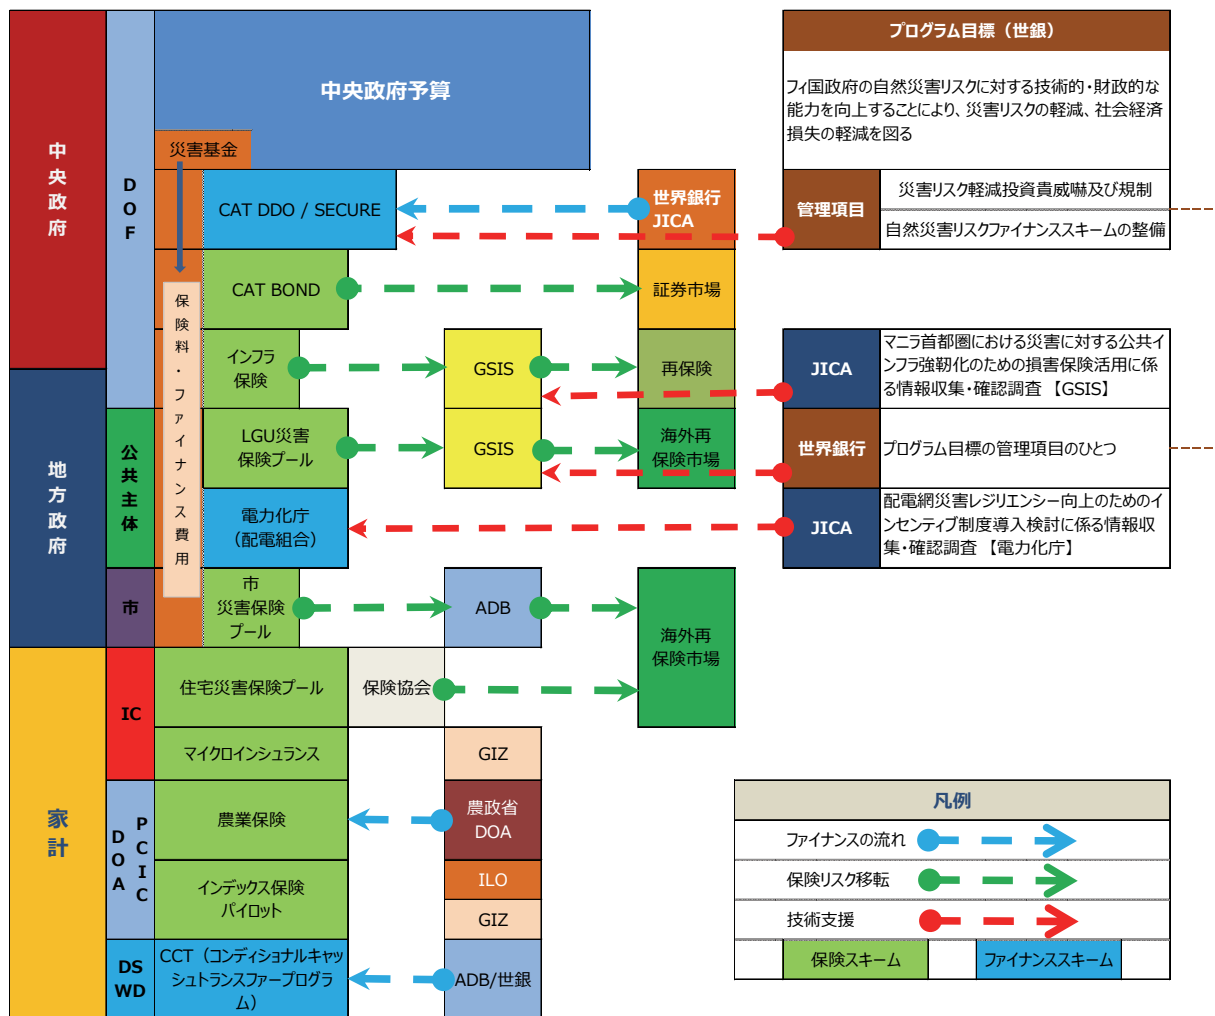 中央政府
地方政府
家計
DOF
公共主体
市
IC
DOA
PCIC
DS
WD
中央政府予算
災害基金
保険料・ファイナンス費用
CAT DDO / SECURE
世界銀行
JICA
CAT BOND
証券市場
インフラ
保険
GSIS
再保険
LGU災害
保険プール
GSIS
海外再
保険市場
電力化庁
（配電組合）
市
災害保険
プール
ADB
海外再
保険市場
住宅災害保険プール
保険協会
マイクロインシュランス
GIZ
農業保険
農政省
DOA
インデックス保険
パイロット
ILO
GIZ
CCT（コンディショナルキャッ
シュトランスファープログラ
ム）
ADB/世銀
プログラム目標（世銀）
フィ国政府の自然災害リスクに対する技術的・財政的な
能力を向上することにより、災害リスクの軽減、社会経済
損失の軽減を図る
管理項目
災害リスク軽減投資貴威嚇及び規制
自然災害リスクファイナンススキームの整備
JICA
マニラ首都圏における災害に対する公共イ
ンフラ強靭化のための損害保険活用に係
る情報収集・確認調査 【GSIS】
世界銀行
プログラム目標の管理項目のひとつ
JICA
配電網災害レジリエンシー向上のためのイ
ンセンティブ制度導入検討に係る情報収
集・確認調査 【電力化庁】
凡例
ファイナンスの流れ
保険リスク移転
技術支援
保険スキーム
ファイナンススキーム